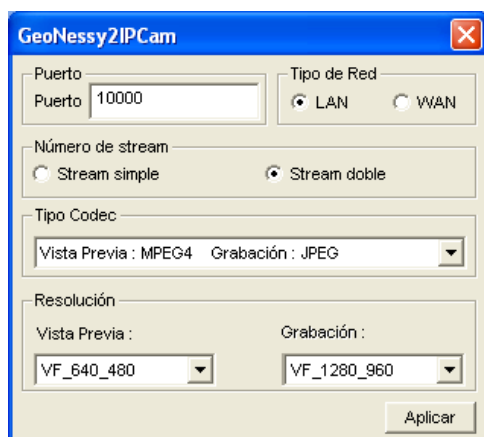 GeoNessy2IPCam
Puerto
Puerto 10000
Tipo de Red
LAN WAN
Número de stream
Stream simple Stream doble
Tipo Codec
Vista Previa : MPEG4 Grabación : JPEG
Resolución
Vista Previa : Grabación :
VF_640_480 VF_1280_960
Aplicar